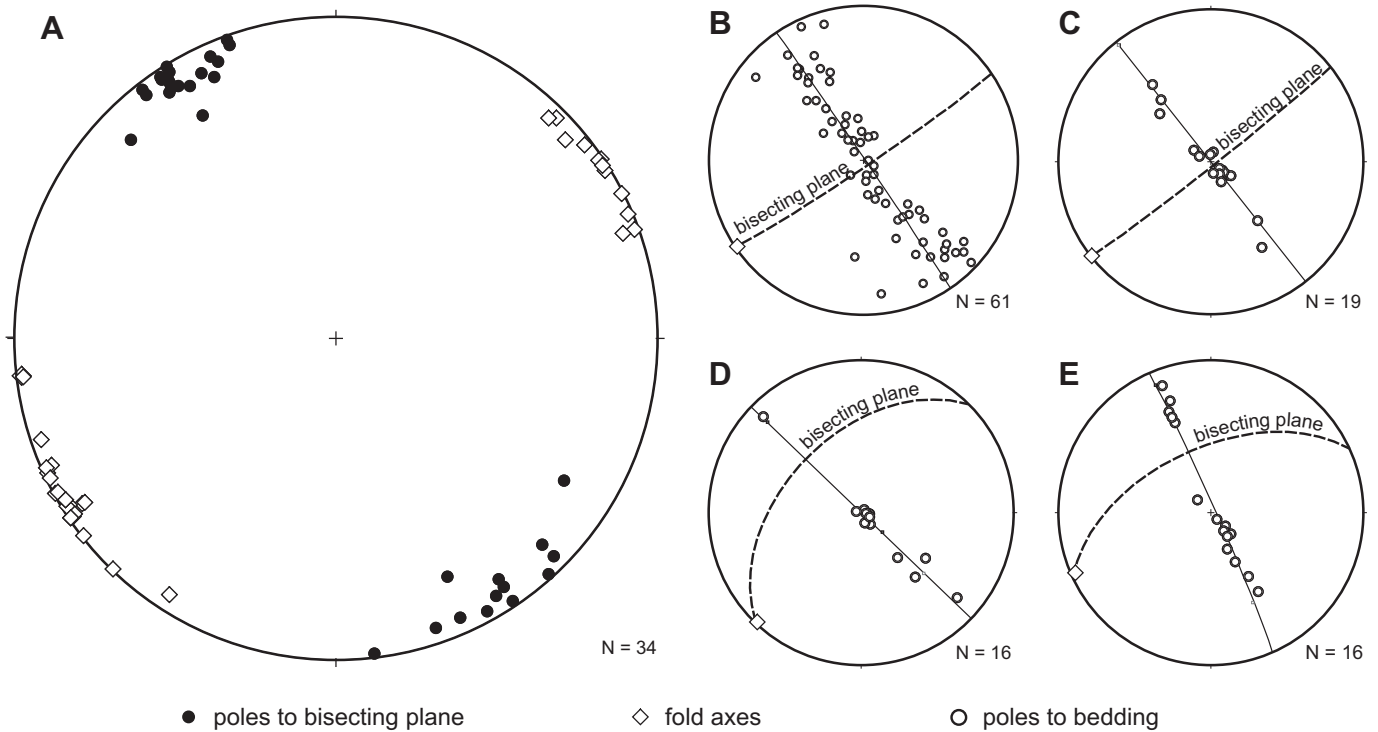 A
N = 34
B
bisecting plane
N = 61
C
bisecting plane
N = 19
D
bisecting plane
N = 16
E
bisecting plane
N = 16
poles to bisecting plane
fold axes
poles to bedding